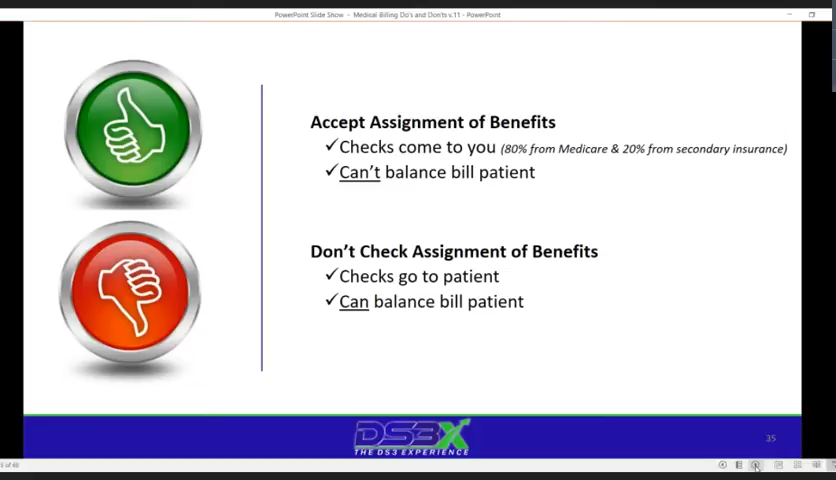 PowerPoint Slide Show - Medical Billing Do's and Don'ts v.11 - PowerPoint
Accept Assignment of Benefits
✓Checks come to you (80% from Medicare & 20% from secondary insurance)
✓Can't balance bill patient
Don't Check Assignment of Benefits
✓Checks go to patient
✓Can balance bill patient
DS3X
THE DS3 EXPERIENCE
35
of 48